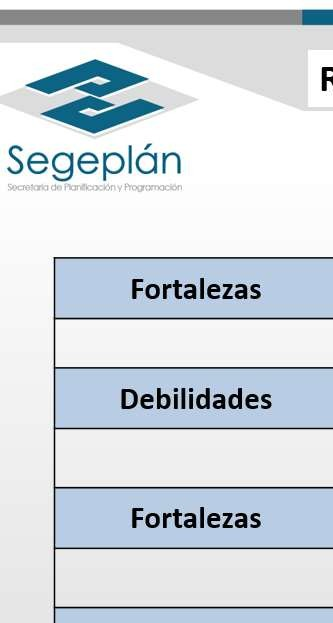 R
Segeplán
Secretaría de Planificación y Programación
Fortalezas
Debilidades
Fortalezas